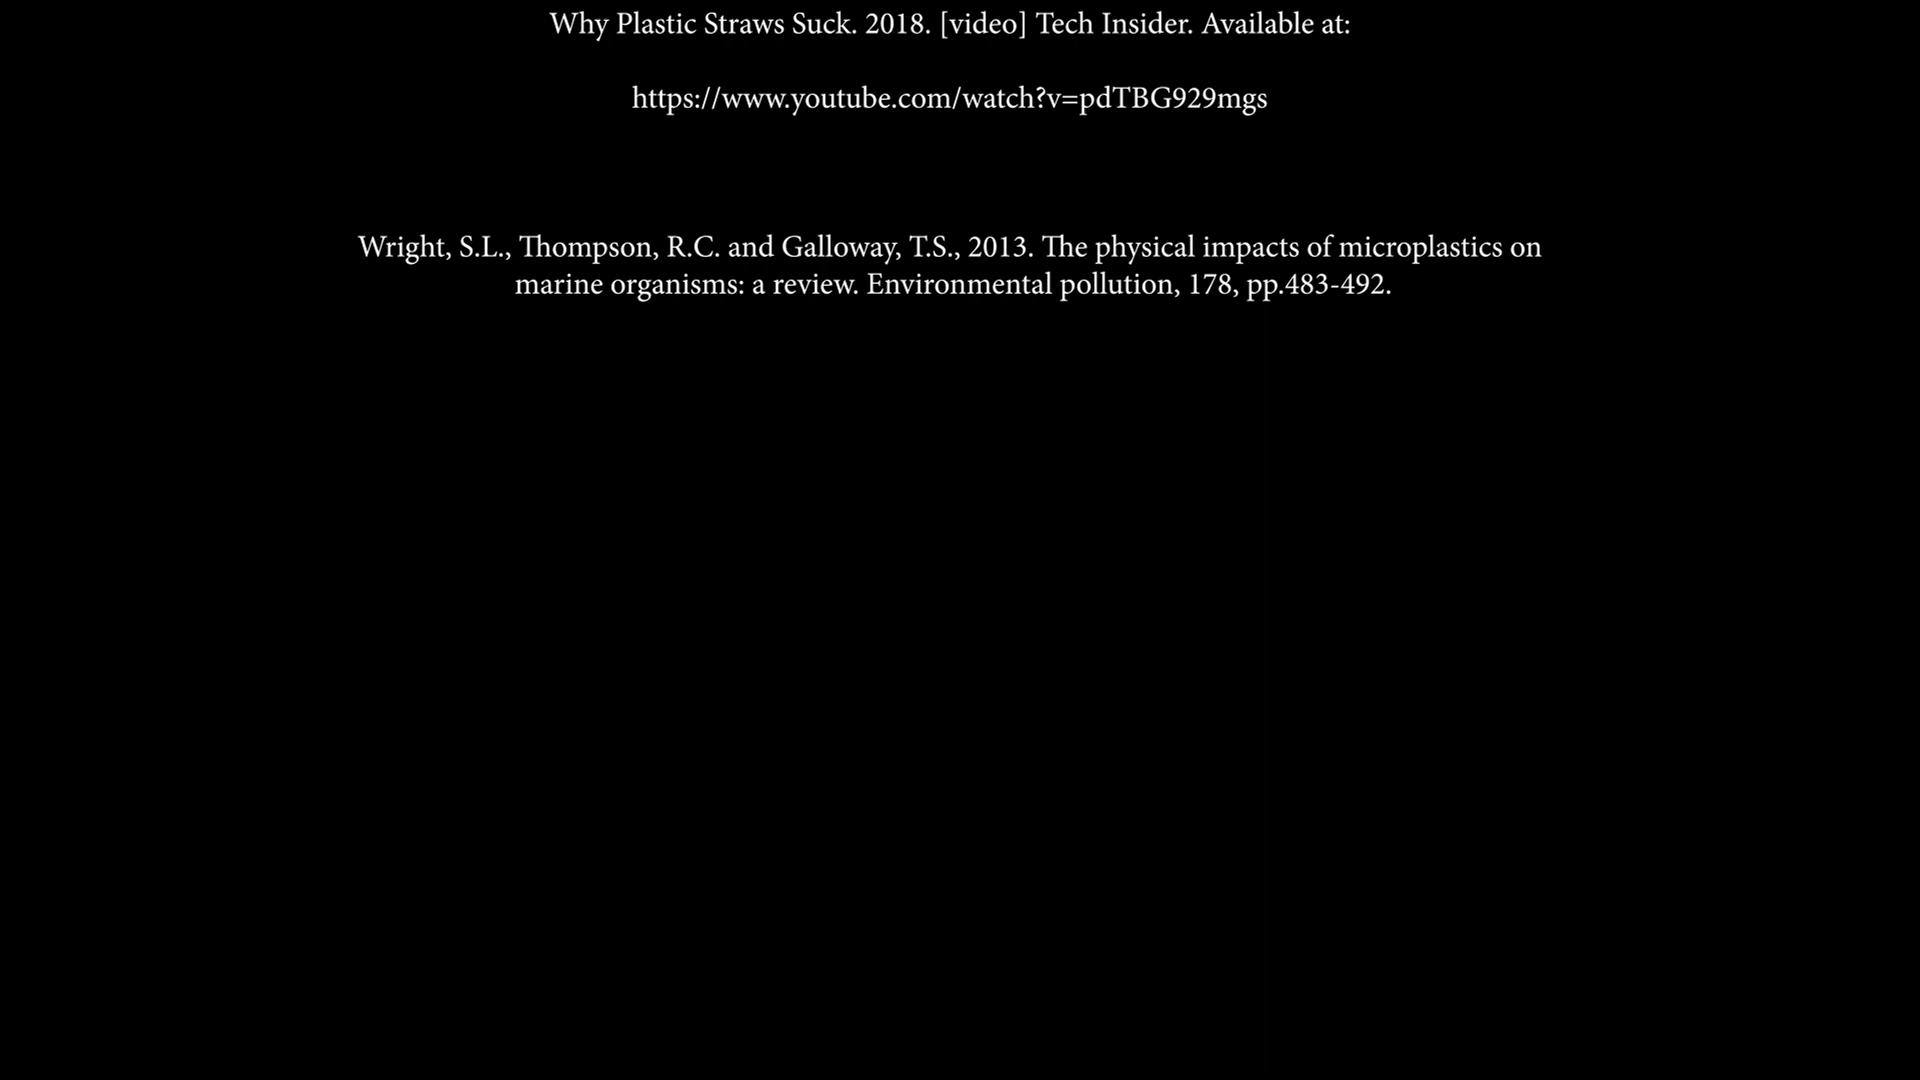 Why Plastic Straws Suck. 2018. [video] Tech Insider. Available at:
https://www.youtube.com/watch?v=pdTBG929mgs
Wright, S.L., Thompson, R.C. and Galloway, T.S., 2013. The physical impacts of microplastics on
marine organisms: a review. Environmental pollution, 178, pp.483-492.